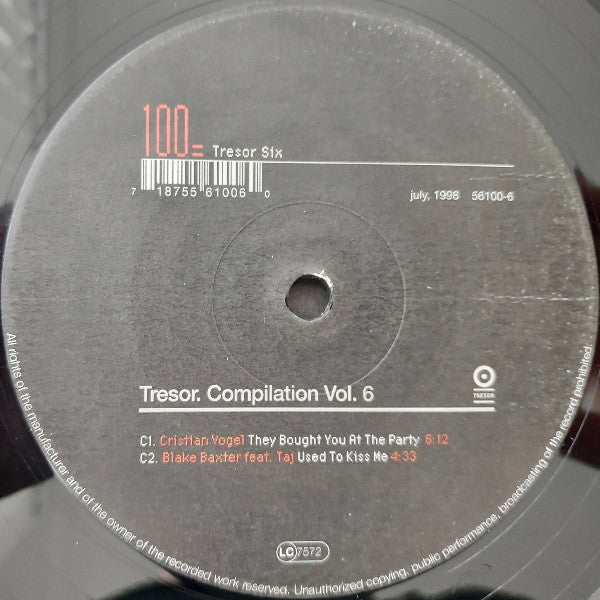 100= Tresor Six
7 18755 61006 0
july, 1998 56100-6
Tresor. Compilation Vol. 6
TRESOR
C1. Cristian Vogel They Bought You At The Party 6:12
C2. Blake Baxter feat. Taj Used To Kiss Me 4:33
LC 7572
All rights of the manufacturer and of the owner of the recorded work reserved. Unauthorized copying, public performance, broadcasting of the record prohibited.